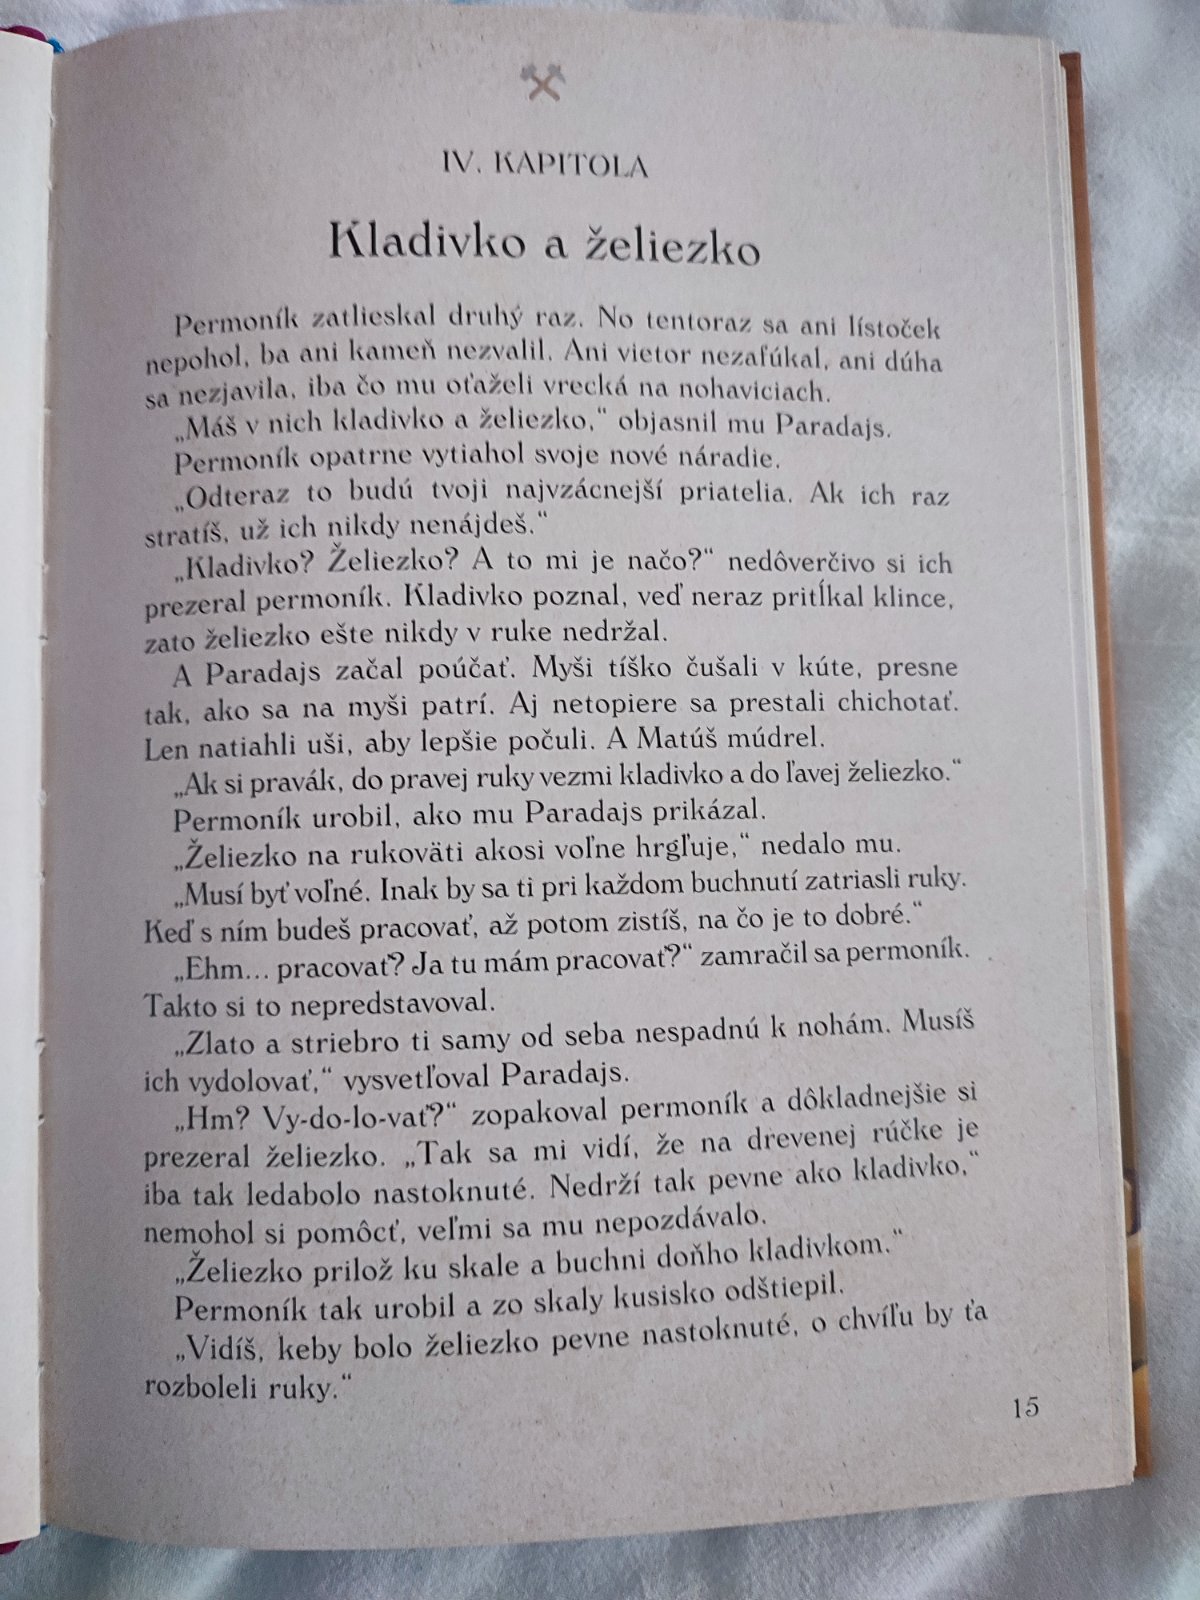 IV. KAPITOLA
Kladivko a želiezko
Permoník zatlieskal druhý raz. No tentoraz sa ani lístoček
nepohol, ba ani kameň nezvalil. Ani vietor nezafúkal, ani dúha
sa nezjavila, iba čo mu oťaželi vrecká na nohaviciach.
„Máš v nich kladivko a želiezko,“ objasnil mu Paradajs.
Permoník opatrne vytiahol svoje nové náradie.
„Odteraz to budú tvoji najvzácnejší priatelia. Ak ich raz
stratíš, už ich nikdy nenájdeš.“
„Kladivko? Želiezko? A to mi je načo?“ nedôverčivo si ich
prezeral permoník. Kladivko poznal, veď neraz pritĺkal klince,
zato želiezko ešte nikdy v ruke nedržal.
A Paradajs začal poúčať. Myši tíško čušali v kúte, presne
tak, ako sa na myši patrí. Aj netopiere sa prestali chichotať.
Len natiahli uši, aby lepšie počuli. A Matúš múdrel.
„Ak si pravák, do pravej ruky vezmi kladivko a do ľavej želiezko.“
Permoník urobil, ako mu Paradajs prikázal.
„Želiezko na rukoväti akosi voľne hrgľuje,“ nedalo mu.
„Musí byť voľné. Inak by sa ti pri každom buchnutí zatriasli ruky.
Keď s ním budeš pracovať, až potom zistíš, na čo je to dobré.“
„Ehm... pracovať? Ja tu mám pracovať?“ zamračil sa permoník.
Takto si to nepredstavoval.
„Zlato a striebro ti samy od seba nespadnú k nohám. Musíš
ich vydolovať,“ vysvetľoval Paradajs.
„Hm? Vy-do-lo-vať?“ zopakoval permoník a dôkladnejšie si
prezeral želiezko. „Tak sa mi vidí, že na drevenej rúčke je
iba tak ledabolo nastoknuté. Nedrží tak pevne ako kladivko,“
nemohol si pomôcť, veľmi sa mu nepozdávalo.
„Želiezko prilož ku skale a buchni doňho kladivkom.“
Permoník tak urobil a zo skaly kusisko odštiepil.
„Vidíš, keby bolo želiezko pevne nastoknuté, o chvíľu by ťa
rozboleli ruky.“
15